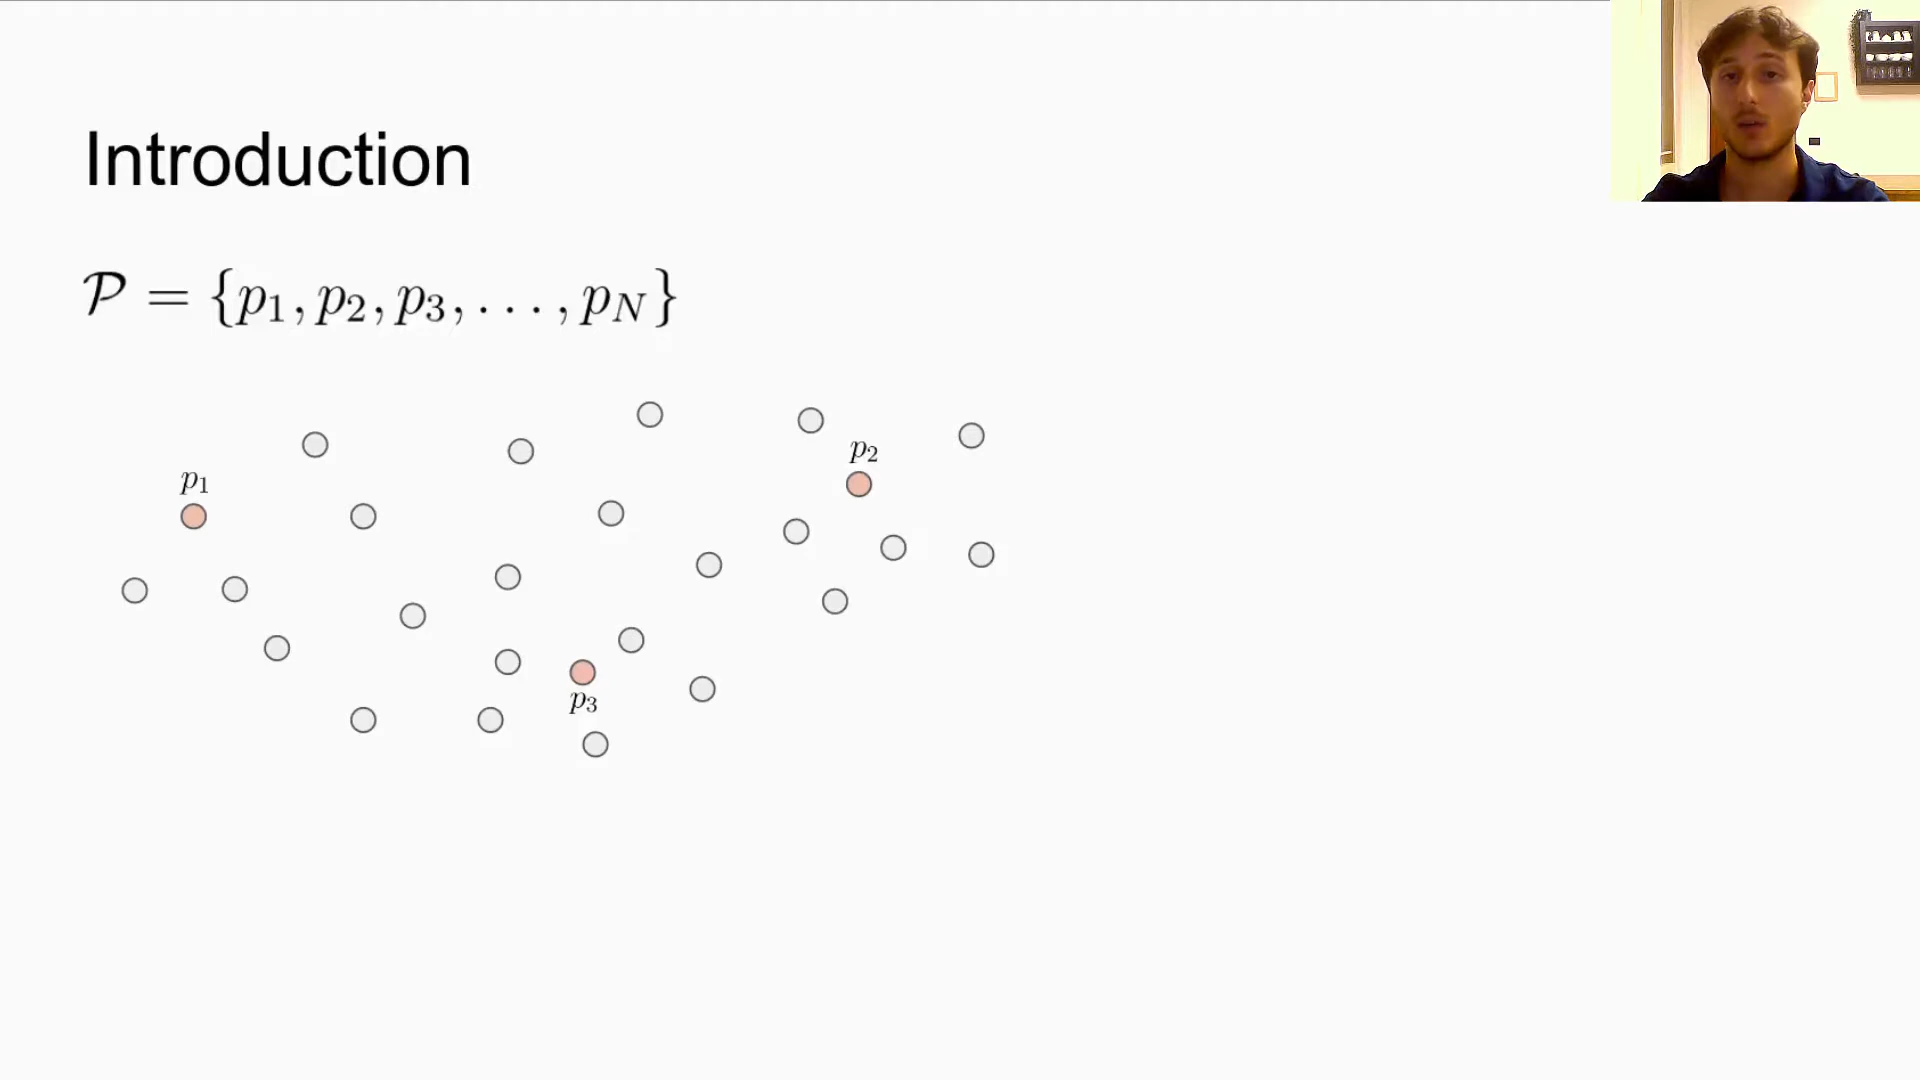 Introduction
𝒫 = {p₁, p₂, p₃, . . . , p_N}
p₂
p₁
p₃